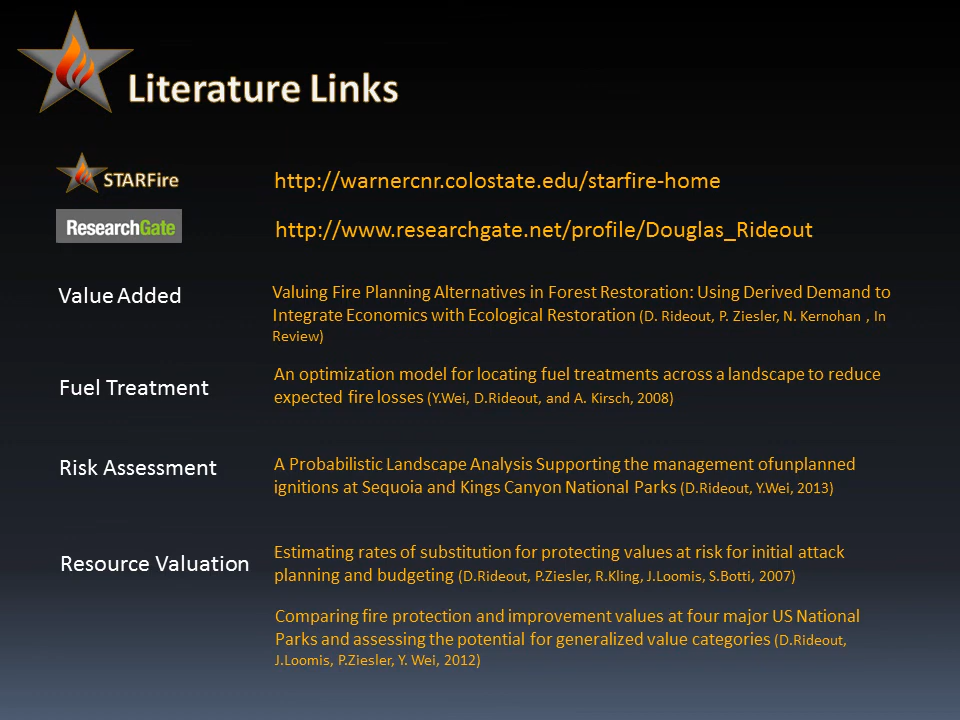 Literature Links
STARFire
http://warnercnr.colostate.edu/starfire-home
ResearchGate
http://www.researchgate.net/profile/Douglas_Rideout
Value Added
Valuing Fire Planning Alternatives in Forest Restoration: Using Derived Demand to
Integrate Economics with Ecological Restoration (D. Rideout, P. Ziesler, N. Kernohan , In
Review)
Fuel Treatment
An optimization model for locating fuel treatments across a landscape to reduce
expected fire losses (Y.Wei, D.Rideout, and A. Kirsch, 2008)
Risk Assessment
A Probabilistic Landscape Analysis Supporting the management ofunplanned
ignitions at Sequoia and Kings Canyon National Parks (D.Rideout, Y.Wei, 2013)
Resource Valuation
Estimating rates of substitution for protecting values at risk for initial attack
planning and budgeting (D.Rideout, P.Ziesler, R.Kling, J.Loomis, S.Botti, 2007)
Comparing fire protection and improvement values at four major US National
Parks and assessing the potential for generalized value categories (D.Rideout,
J.Loomis, P.Ziesler, Y. Wei, 2012)